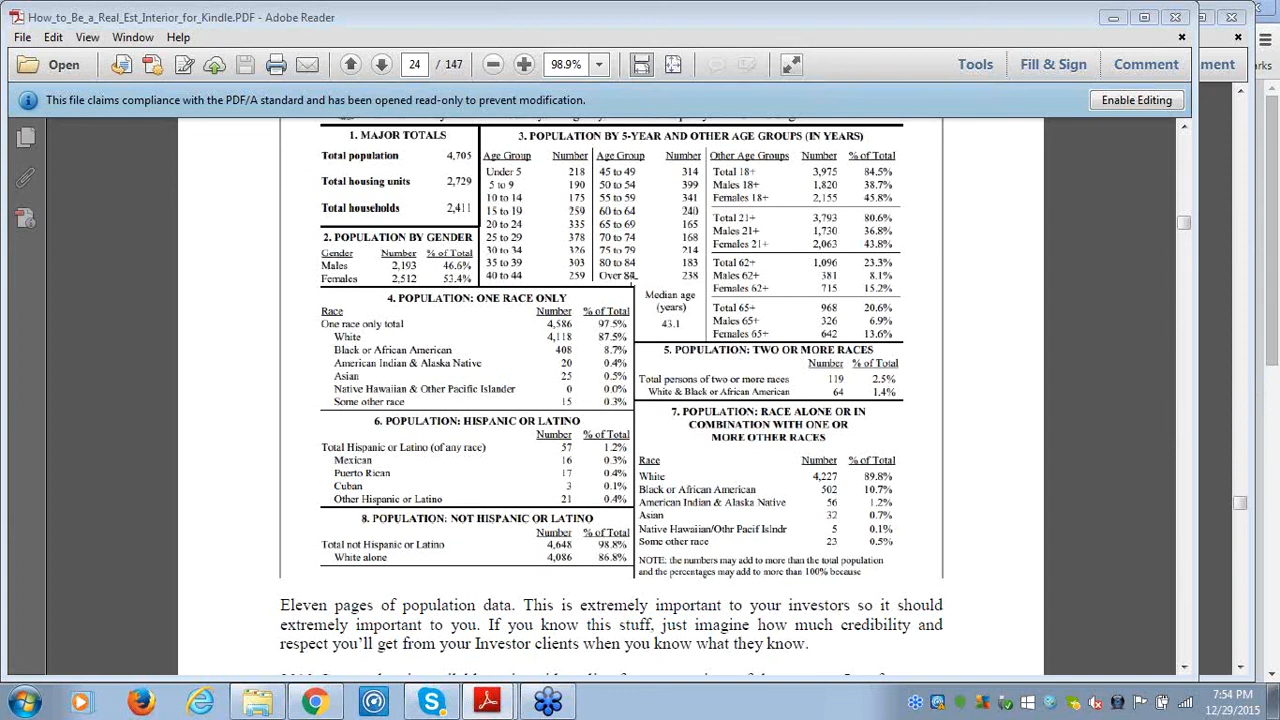 How_to_Be_a_Real_Est_Interior_for_Kindle.PDF - Adobe Reader
File Edit View Window Help
Open 24 / 147 98.9% Tools Fill & Sign Comment ment rks
This file claims compliance with the PDF/A standard and has been opened read-only to prevent modification. Enable Editing
1. MAJOR TOTALS
Total population 4,705
Total housing units 2,729
Total households 2,411
2. POPULATION BY GENDER
Gender Number % of Total
Males 2,193 46.6%
Females 2,512 53.4%
3. POPULATION BY 5-YEAR AND OTHER AGE GROUPS (IN YEARS)
Age Group Number Age Group Number Other Age Groups Number % of Total
Under 5 218 45 to 49 314 Total 18+ 3,975 84.5%
5 to 9 190 50 to 54 399 Males 18+ 1,820 38.7%
10 to 14 175 55 to 59 341 Females 18+ 2,155 45.8%
15 to 19 259 60 to 64 240 Total 21+ 3,793 80.6%
20 to 24 335 65 to 69 165 Males 21+ 1,730 36.8%
25 to 29 378 70 to 74 168 Females 21+ 2,063 43.8%
30 to 34 326 75 to 79 214 Total 62+ 1,096 23.3%
35 to 39 303 80 to 84 183 Males 62+ 381 8.1%
40 to 44 259 Over 84 238 Females 62+ 715 15.2%
Median age
(years)
43.1
Total 65+ 968 20.6%
Males 65+ 326 6.9%
Females 65+ 642 13.6%
4. POPULATION: ONE RACE ONLY
Race Number % of Total
One race only total 4,586 97.5%
White 4,118 87.5%
Black or African American 408 8.7%
American Indian & Alaska Native 20 0.4%
Asian 25 0.5%
Native Hawaiian & Other Pacific Islander 0 0.0%
Some other race 15 0.3%
5. POPULATION: TWO OR MORE RACES
Number % of Total
Total persons of two or more races 119 2.5%
White & Black or African American 64 1.4%
6. POPULATION: HISPANIC OR LATINO
Number % of Total
Total Hispanic or Latino (of any race) 57 1.2%
Mexican 16 0.3%
Puerto Rican 17 0.4%
Cuban 3 0.1%
Other Hispanic or Latino 21 0.4%
7. POPULATION: RACE ALONE OR IN
COMBINATION WITH ONE OR
MORE OTHER RACES
Race Number % of Total
White 4,227 89.8%
Black or African American 502 10.7%
American Indian & Alaska Native 56 1.2%
Asian 32 0.7%
Native Hawaiian/Othr Pacif Islndr 5 0.1%
Some other race 23 0.5%
NOTE: the numbers may add to more than the total population
and the percentages may add to more than 100% because
8. POPULATION: NOT HISPANIC OR LATINO
Number % of Total
Total not Hispanic or Latino 4,648 98.8%
White alone 4,086 86.8%
Eleven pages of population data. This is extremely important to your investors so it should
extremely important to you. If you know this stuff, just imagine how much credibility and
respect you'll get from your Investor clients when you know what they know.
7:54 PM
12/29/2015